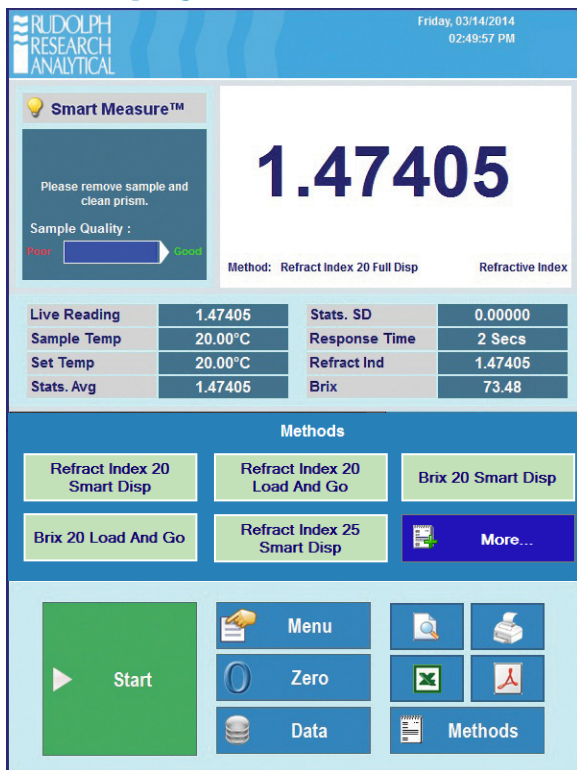 RUDOLPH
RESEARCH
ANALYTICAL
Friday, 03/14/2014
02:49:57 PM
Smart Measure™
Please remove sample and
clean prism.
Sample Quality :
Poor
Good
1.47405
Method: Refract Index 20 Full Disp
Refractive Index
Live Reading 1.47405
Sample Temp 20.00°C
Set Temp 20.00°C
Stats. Avg 1.47405
Stats. SD 0.00000
Response Time 2 Secs
Refract Ind 1.47405
Brix 73.48
Methods
Refract Index 20
Smart Disp
Refract Index 20
Load And Go
Brix 20 Smart Disp
Brix 20 Load And Go
Refract Index 25
Smart Disp
More...
Start
Menu
Zero
Data
Methods